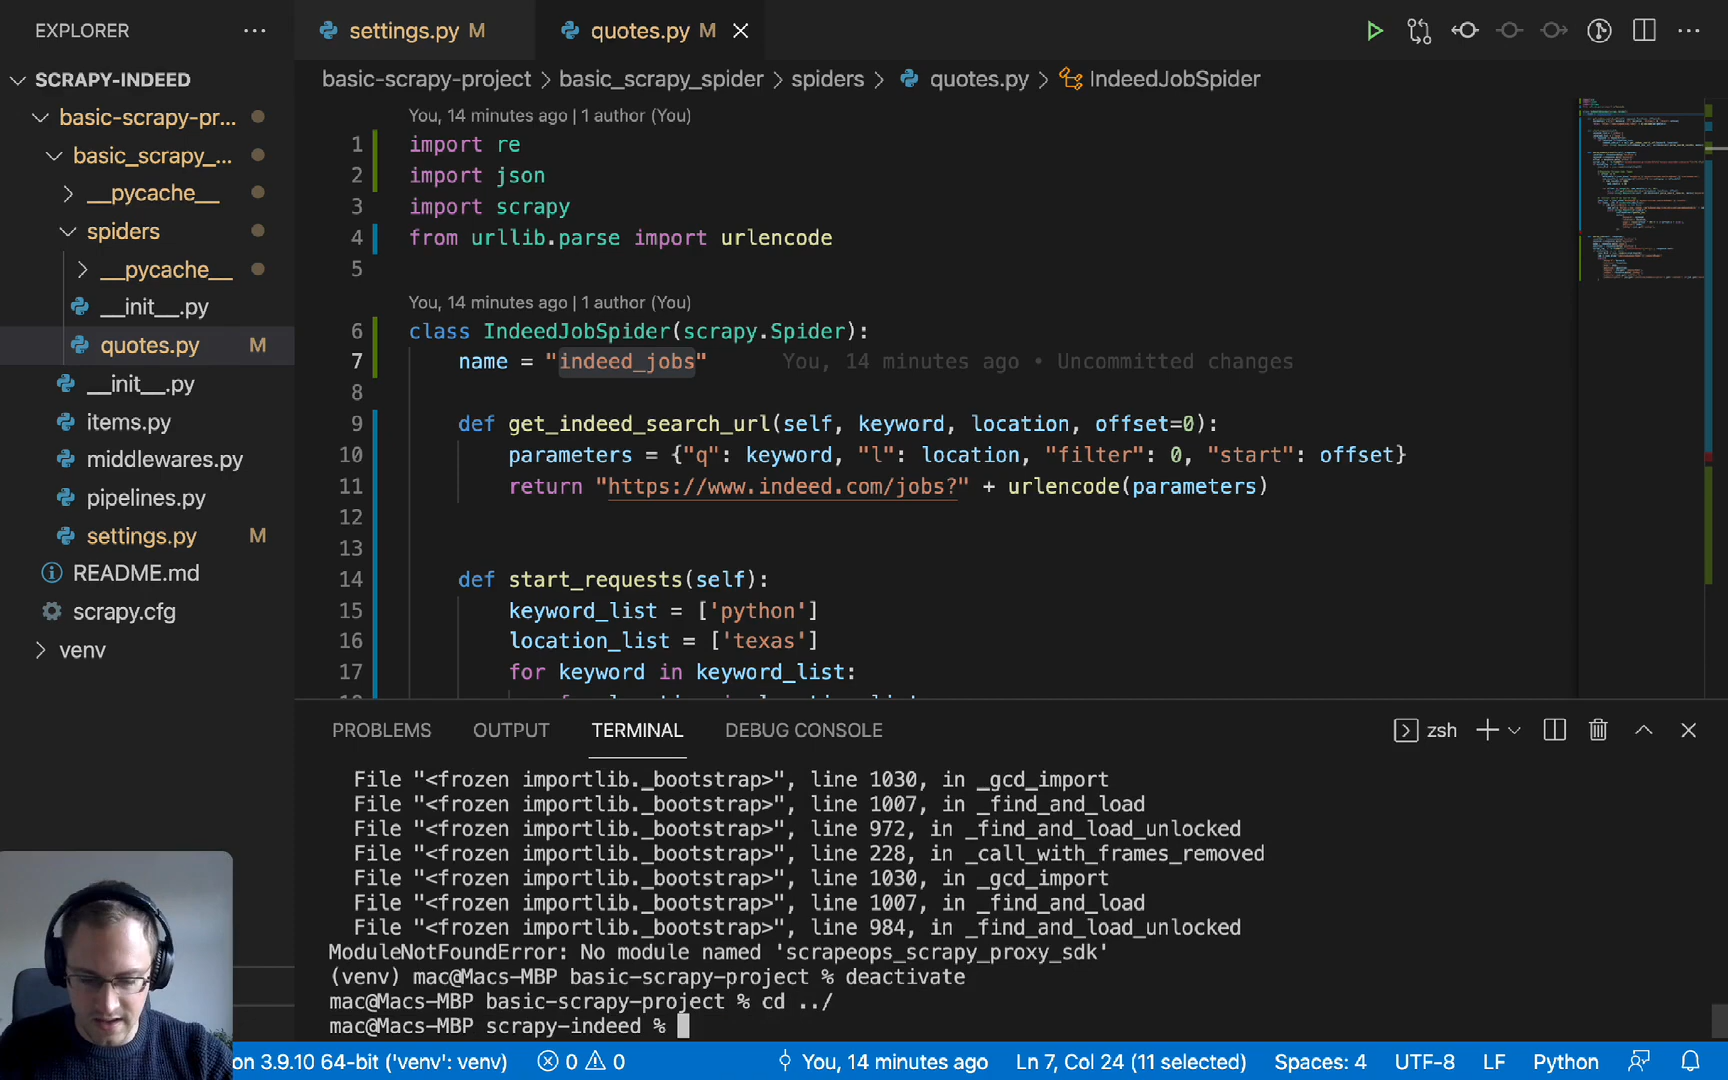 EXPLORER
SCRAPY-INDEED
basic-scrapy-pr...
basic_scrapy_...
__pycache__
spiders
__pycache__
__init__.py
quotes.py M
__init__.py
items.py
middlewares.py
pipelines.py
settings.py M
README.md
scrapy.cfg
venv
settings.py M
quotes.py M
basic-scrapy-project > basic_scrapy_spider > spiders > quotes.py > IndeedJobSpider
You, 14 minutes ago | 1 author (You)
1 import re
2 import json
3 import scrapy
4 from urllib.parse import urlencode
5
You, 14 minutes ago | 1 author (You)
6 class IndeedJobSpider(scrapy.Spider):
7 name = "indeed_jobs" You, 14 minutes ago • Uncommitted changes
8
9 def get_indeed_search_url(self, keyword, location, offset=0):
10 parameters = {"q": keyword, "l": location, "filter": 0, "start": offset}
11 return "https://www.indeed.com/jobs?" + urlencode(parameters)
12
13
14 def start_requests(self):
15 keyword_list = ['python']
16 location_list = ['texas']
17 for keyword in keyword_list:
PROBLEMS OUTPUT TERMINAL DEBUG CONSOLE zsh
File "<frozen importlib._bootstrap>", line 1030, in _gcd_import
File "<frozen importlib._bootstrap>", line 1007, in _find_and_load
File "<frozen importlib._bootstrap>", line 972, in _find_and_load_unlocked
File "<frozen importlib._bootstrap>", line 228, in _call_with_frames_removed
File "<frozen importlib._bootstrap>", line 1030, in _gcd_import
File "<frozen importlib._bootstrap>", line 1007, in _find_and_load
File "<frozen importlib._bootstrap>", line 984, in _find_and_load_unlocked
ModuleNotFoundError: No module named 'scrapeops_scrapy_proxy_sdk'
(venv) mac@Macs-MBP basic-scrapy-project % deactivate
mac@Macs-MBP basic-scrapy-project % cd ../
mac@Macs-MBP scrapy-indeed %
on 3.9.10 64-bit ('venv': venv) 0 0 You, 14 minutes ago Ln 7, Col 24 (11 selected) Spaces: 4 UTF-8 LF Python